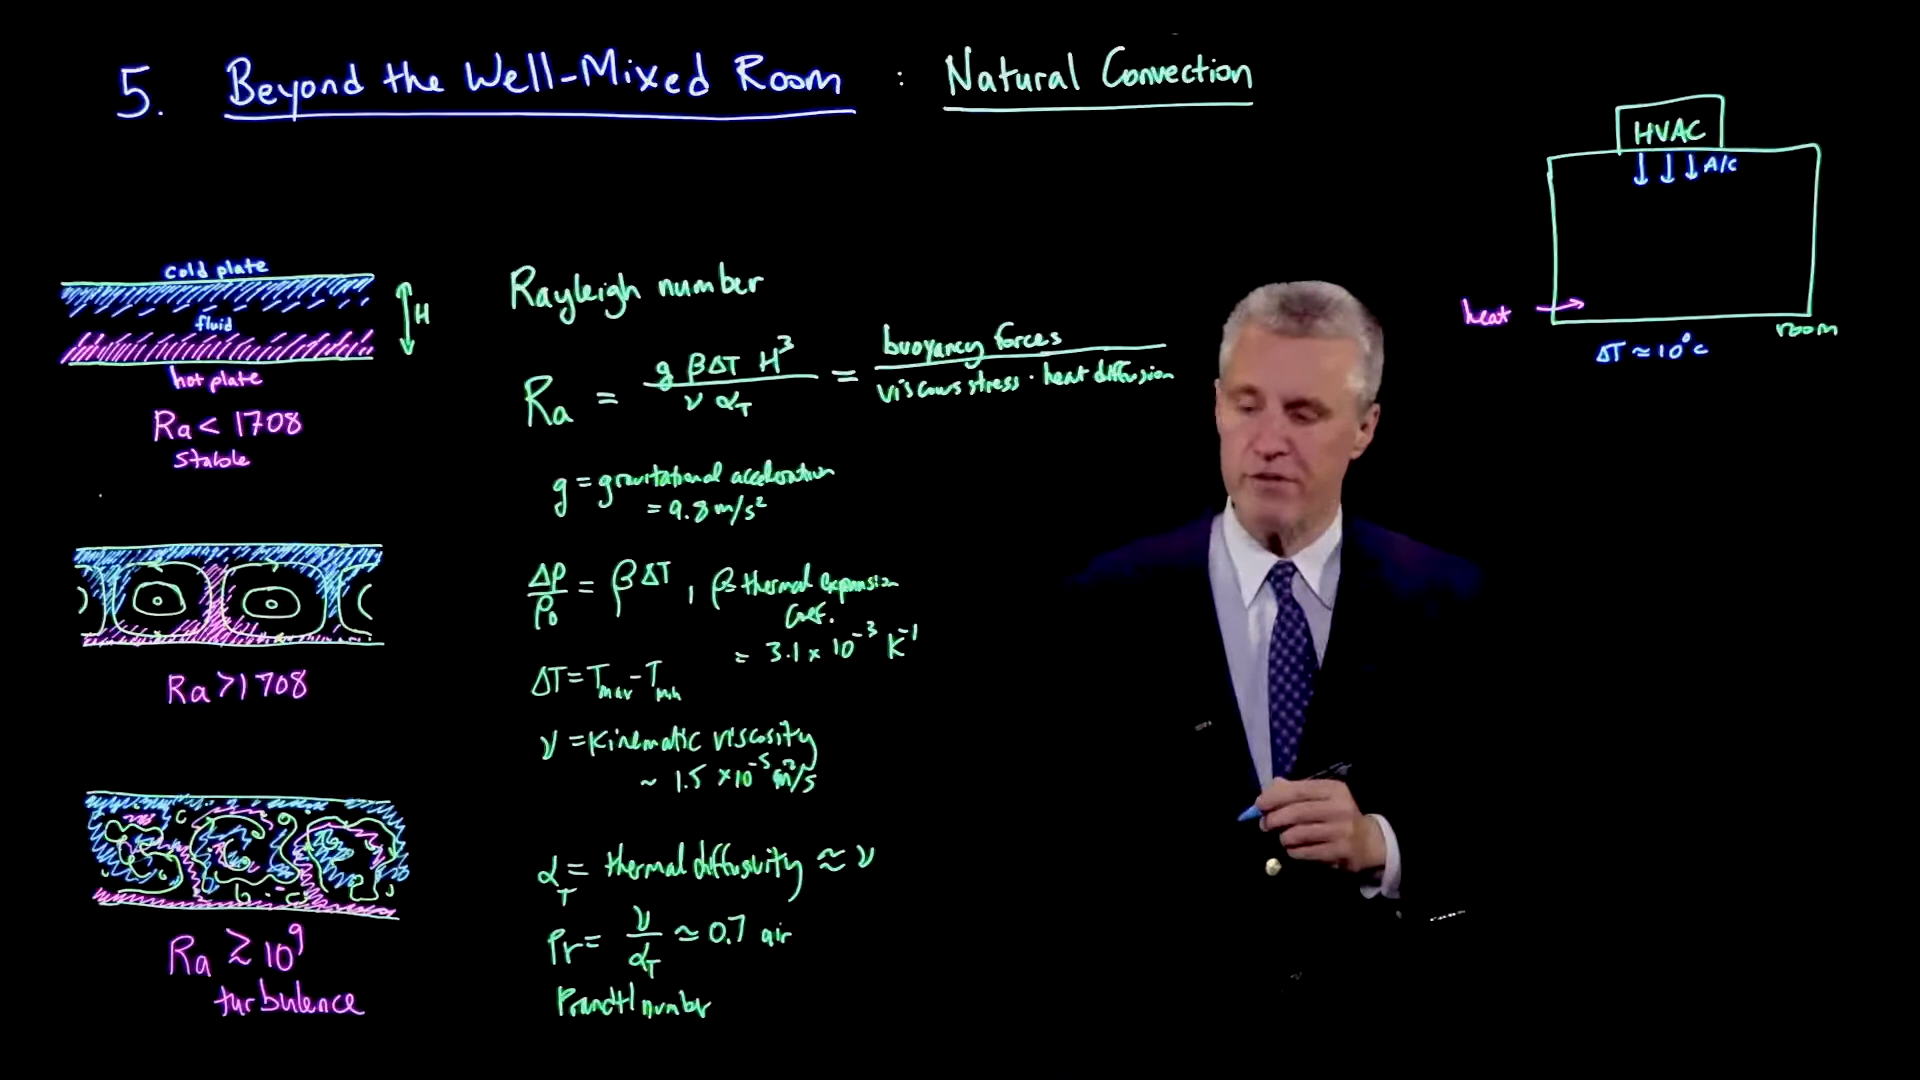 5. Beyond the Well-Mixed Room : Natural Convection
HVAC
↓ ↓ ↓ A/C
heat →
room
ΔT ≈ 10°C
cold plate
fluid
H
hot plate
Ra < 1708
stable
Ra > 1708
Ra ≳ 10⁹
turbulence
Rayleigh number
Ra = g β ΔT H³ / ν α_T = buoyancy forces / viscous stress · heat diffusion
g = gravitational acceleration
= 9.8 m/s²
Δρ/ρ₀ = β ΔT , β = thermal expansion
coef.
= 3.1 × 10⁻³ K⁻¹
ΔT = T_max - T_min
ν = kinematic viscosity
~ 1.5 × 10⁻⁵ m²/s
α_T = thermal diffusivity ≈ ν
Pr = ν/α_T ≈ 0.7 air
Prandtl number